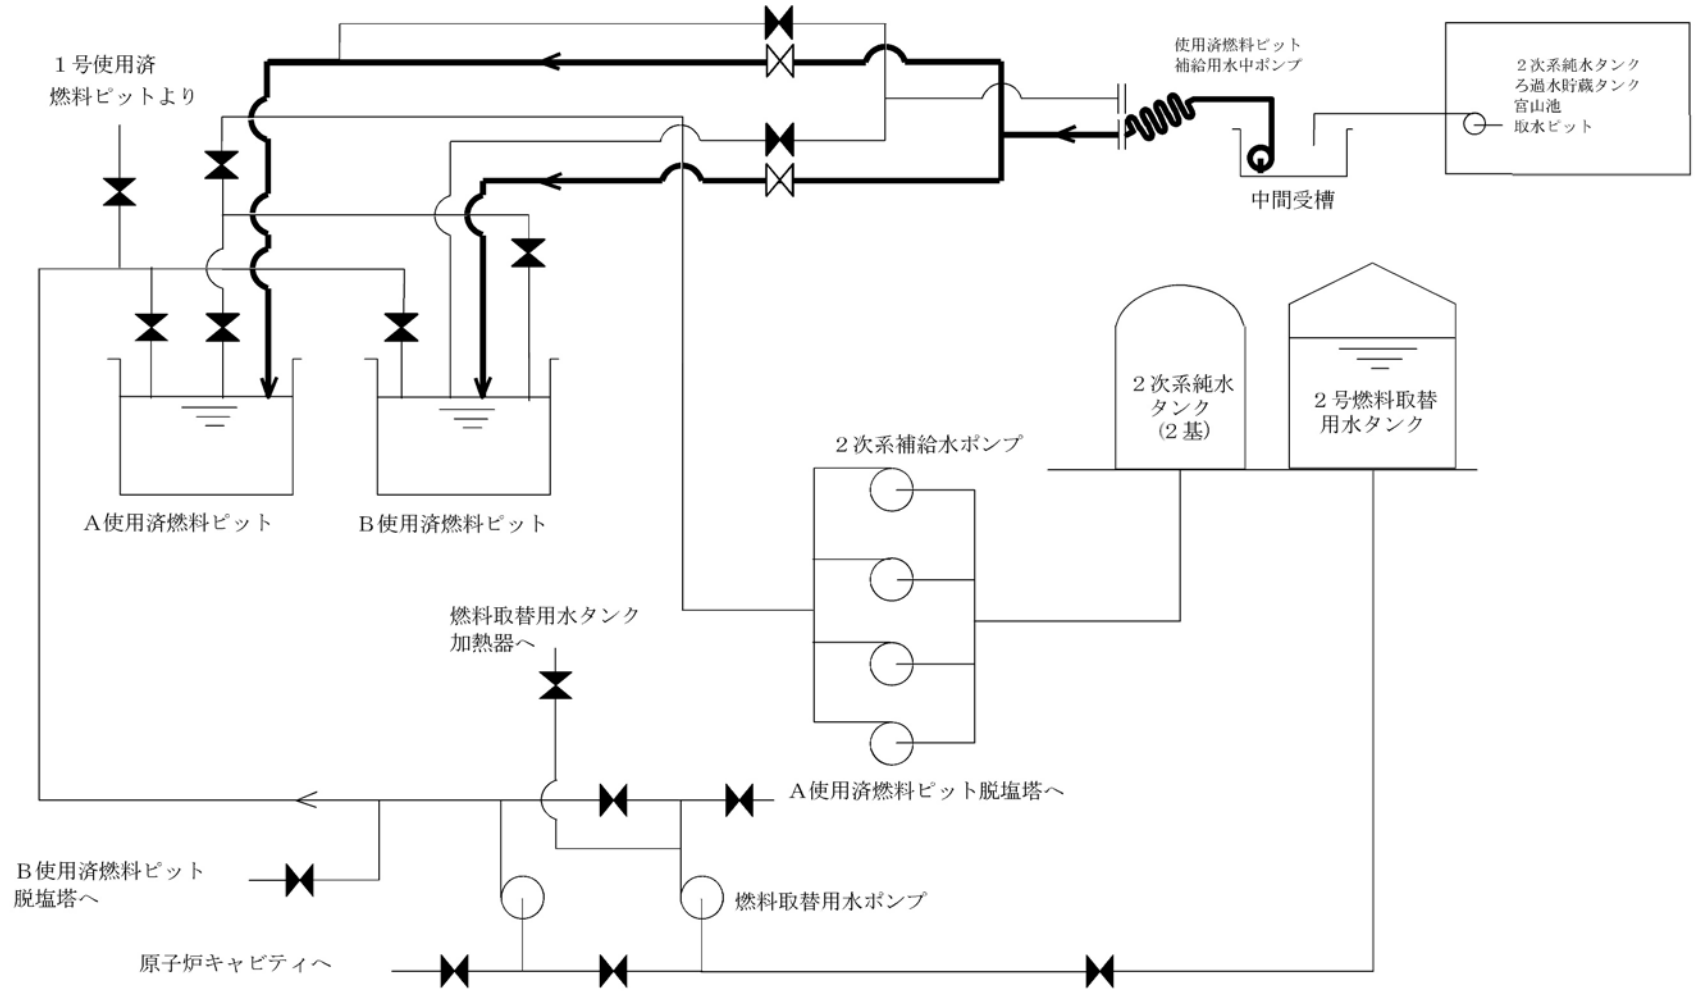 １号使用済
燃料ピットより
使用済燃料ピット
補給用水中ポンプ
２次系純水タンク
ろ過水貯蔵タンク
宮山池
取水ピット
中間受槽
２次系純水
タンク
(２基)
２号燃料取替
用水タンク
２次系補給水ポンプ
Ａ使用済燃料ピット
Ｂ使用済燃料ピット
燃料取替用水タンク
加熱器へ
Ａ使用済燃料ピット脱塩塔へ
Ｂ使用済燃料ピット
脱塩塔へ
燃料取替用水ポンプ
原子炉キャビティへ